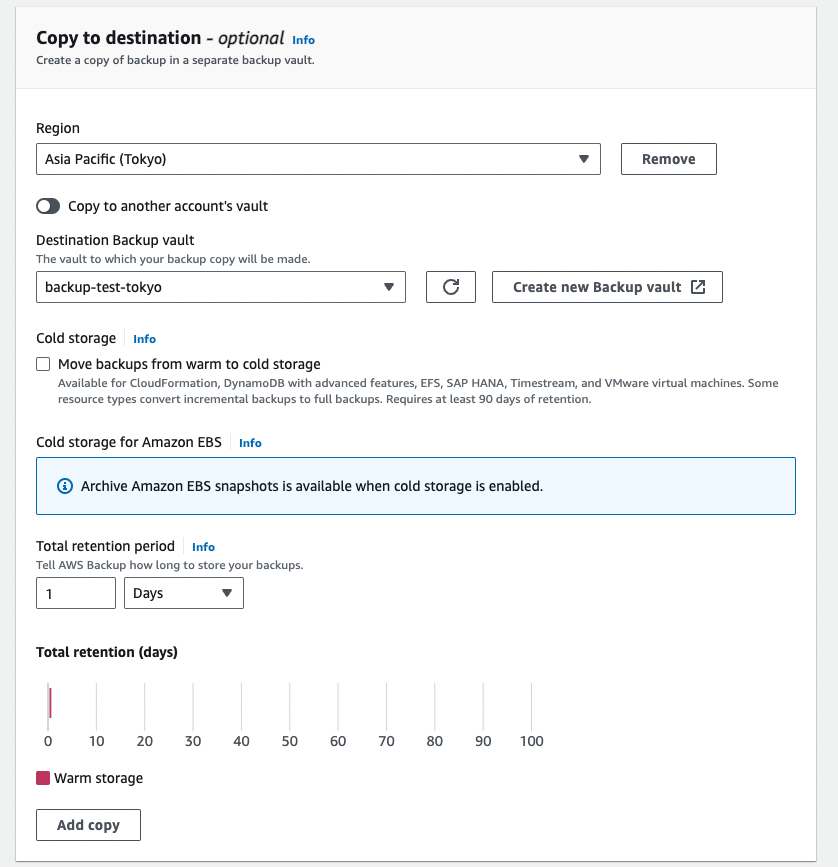 Copy to destination - optional Info
Create a copy of backup in a separate backup vault.
Region
Asia Pacific (Tokyo)
Remove
Copy to another account's vault
Destination Backup vault
The vault to which your backup copy will be made.
backup-test-tokyo
Create new Backup vault
Cold storage Info
Move backups from warm to cold storage
Available for CloudFormation, DynamoDB with advanced features, EFS, SAP HANA, Timestream, and VMware virtual machines. Some
resource types convert incremental backups to full backups. Requires at least 90 days of retention.
Cold storage for Amazon EBS Info
Archive Amazon EBS snapshots is available when cold storage is enabled.
Total retention period Info
Tell AWS Backup how long to store your backups.
1 Days
Total retention (days)
0 10 20 30 40 50 60 70 80 90 100
Warm storage
Add copy